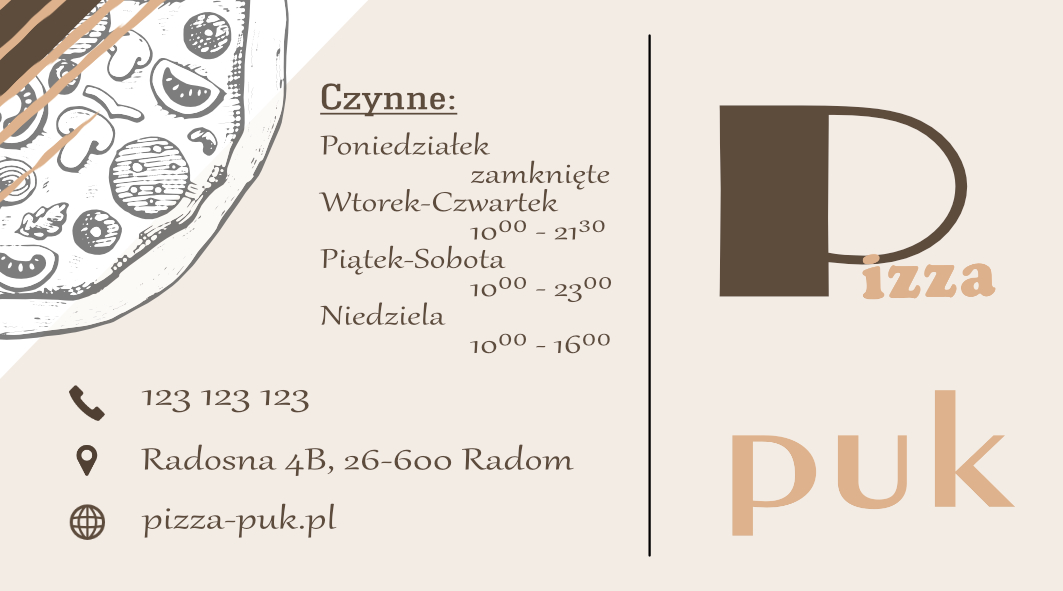 Czynne:
Poniedziałek
zamknięte
Wtorek-Czwartek
10⁰⁰ - 21³⁰
Piątek-Sobota
10⁰⁰ - 23⁰⁰
Niedziela
10⁰⁰ - 16⁰⁰
123 123 123
Radosna 4B, 26-600 Radom
pizza-puk.pl
Pizza
puk